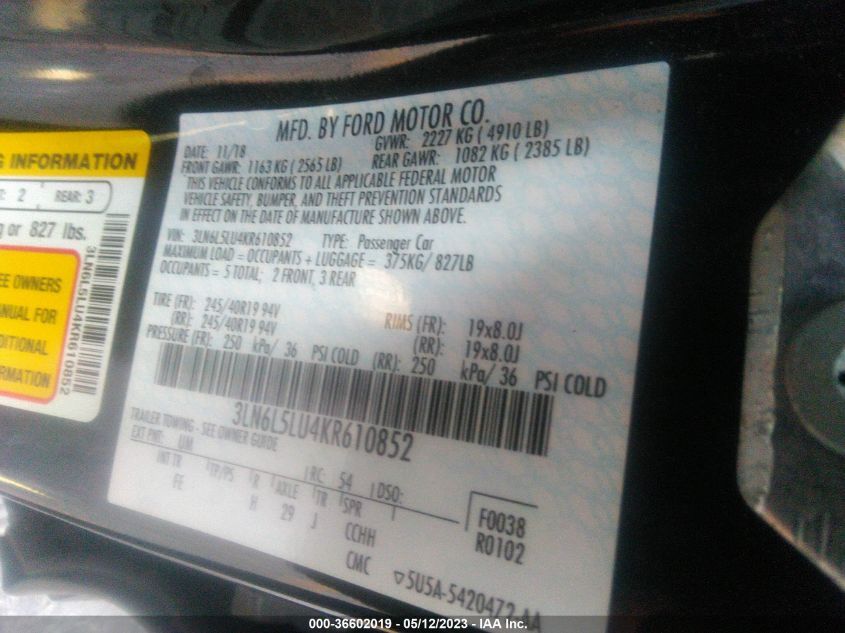 G INFORMATION
R: 2 REAR: 3
g or 827 lbs.
EE OWNERS
ANUAL FOR
DITIONAL
RMATION
3LN6L5LU4KR610852
MFD. BY FORD MOTOR CO.
DATE: 11/18 GVWR: 2227 KG ( 4910 LB)
FRONT GAWR: 1163 KG ( 2565 LB) REAR GAWR: 1082 KG ( 2385 LB)
THIS VEHICLE CONFORMS TO ALL APPLICABLE FEDERAL MOTOR
VEHICLE SAFETY, BUMPER, AND THEFT PREVENTION STANDARDS
IN EFFECT ON THE DATE OF MANUFACTURE SHOWN ABOVE.
VIN: 3LN6L5LU4KR610852 TYPE: Passenger Car
MAXIMUM LOAD = OCCUPANTS + LUGGAGE = 375KG/ 827LB
OCCUPANTS = 5 TOTAL; 2 FRONT, 3 REAR
TIRE (FR): 245/40R19 94V RIMS (FR): 19x8.0J
(RR): 245/40R19 94V (RR): 19x8.0J
PRESSURE (FR): 250 kPa/ 36 PSI COLD (RR): 250 kPa/ 36 PSI COLD
3LN6L5LU4KR610852
TRAILER TOWING - SEE OWNER GUIDE
EXT PNT: UM RC: 54 DSO:
INT TR TP/PS R AXLE TR SPR
FE H 29 J CCHH
CMC
F0038
R0102
▽5U5A-5420472-AA
000-36602019 - 05/12/2023 - ©IAA Inc.